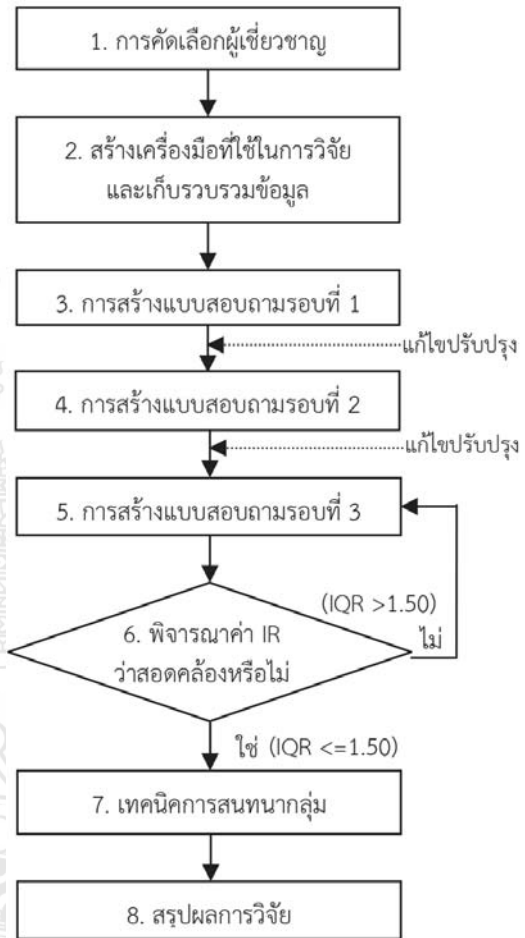 1. การคัดเลือกผู้เชี่ยวชาญ
2. สร้างเครื่องมือที่ใช้ในการวิจัย
และเก็บรวบรวมข้อมูล
3. การสร้างแบบสอบถามรอบที่ 1
แก้ไขปรับปรุง
4. การสร้างแบบสอบถามรอบที่ 2
แก้ไขปรับปรุง
5. การสร้างแบบสอบถามรอบที่ 3
(IQR >1.50)
ไม่
6. พิจารณาค่า IR
ว่าสอดคล้องหรือไม่
ใช่ (IQR <=1.50)
7. เทคนิคการสนทนากลุ่ม
8. สรุปผลการวิจัย